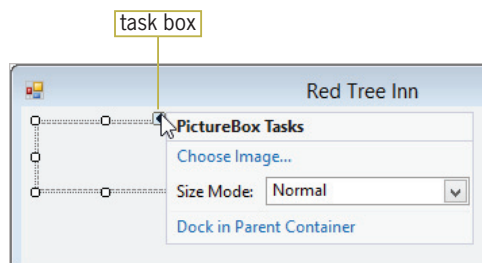 task box
Red Tree Inn
PictureBox Tasks
Choose Image...
Size Mode: Normal
Dock in Parent Container